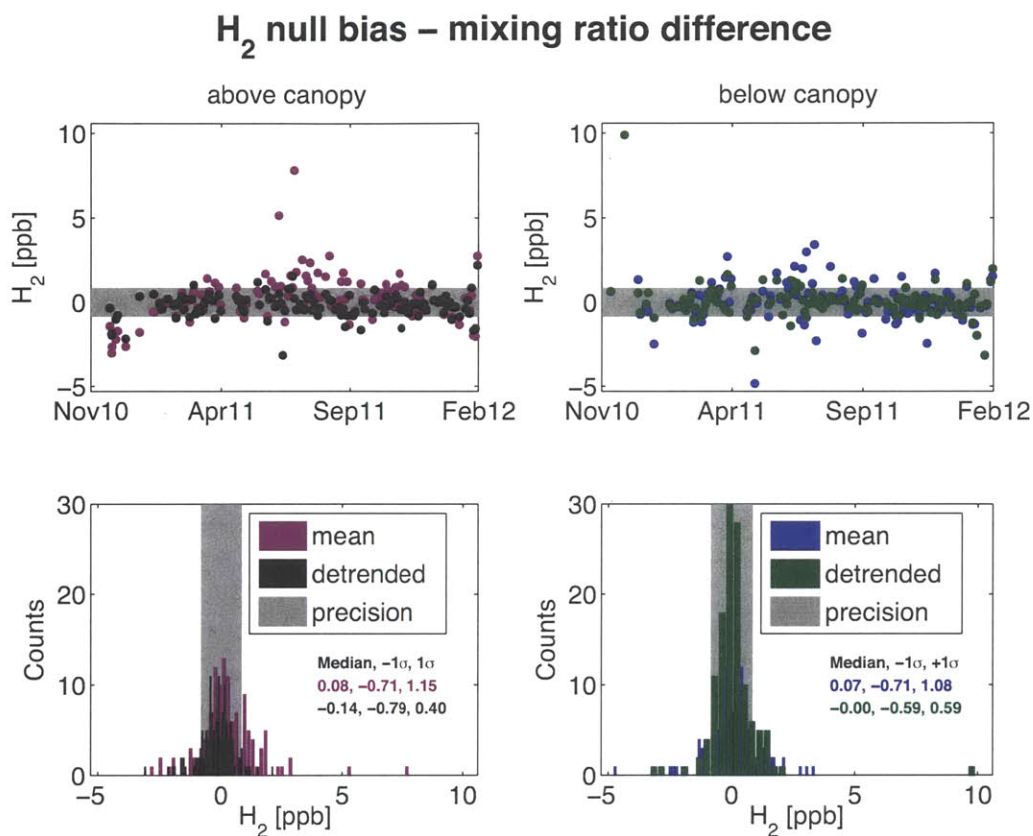 H₂ null bias – mixing ratio difference
above canopy
10
5
0
−5
H₂ [ppb]
Nov10 Apr11 Sep11 Feb12
below canopy
10
5
0
−5
H₂ [ppb]
Nov10 Apr11 Sep11 Feb12
30
20
10
0
Counts
mean
detrended
precision
Median, −1σ, 1σ
0.08, −0.71, 1.15
−0.14, −0.79, 0.40
−5 0 5 10
H₂ [ppb]
30
20
10
0
Counts
mean
detrended
precision
Median, −1σ, +1σ
0.07, −0.71, 1.08
−0.00, −0.59, 0.59
−5 0 5 10
H₂ [ppb]